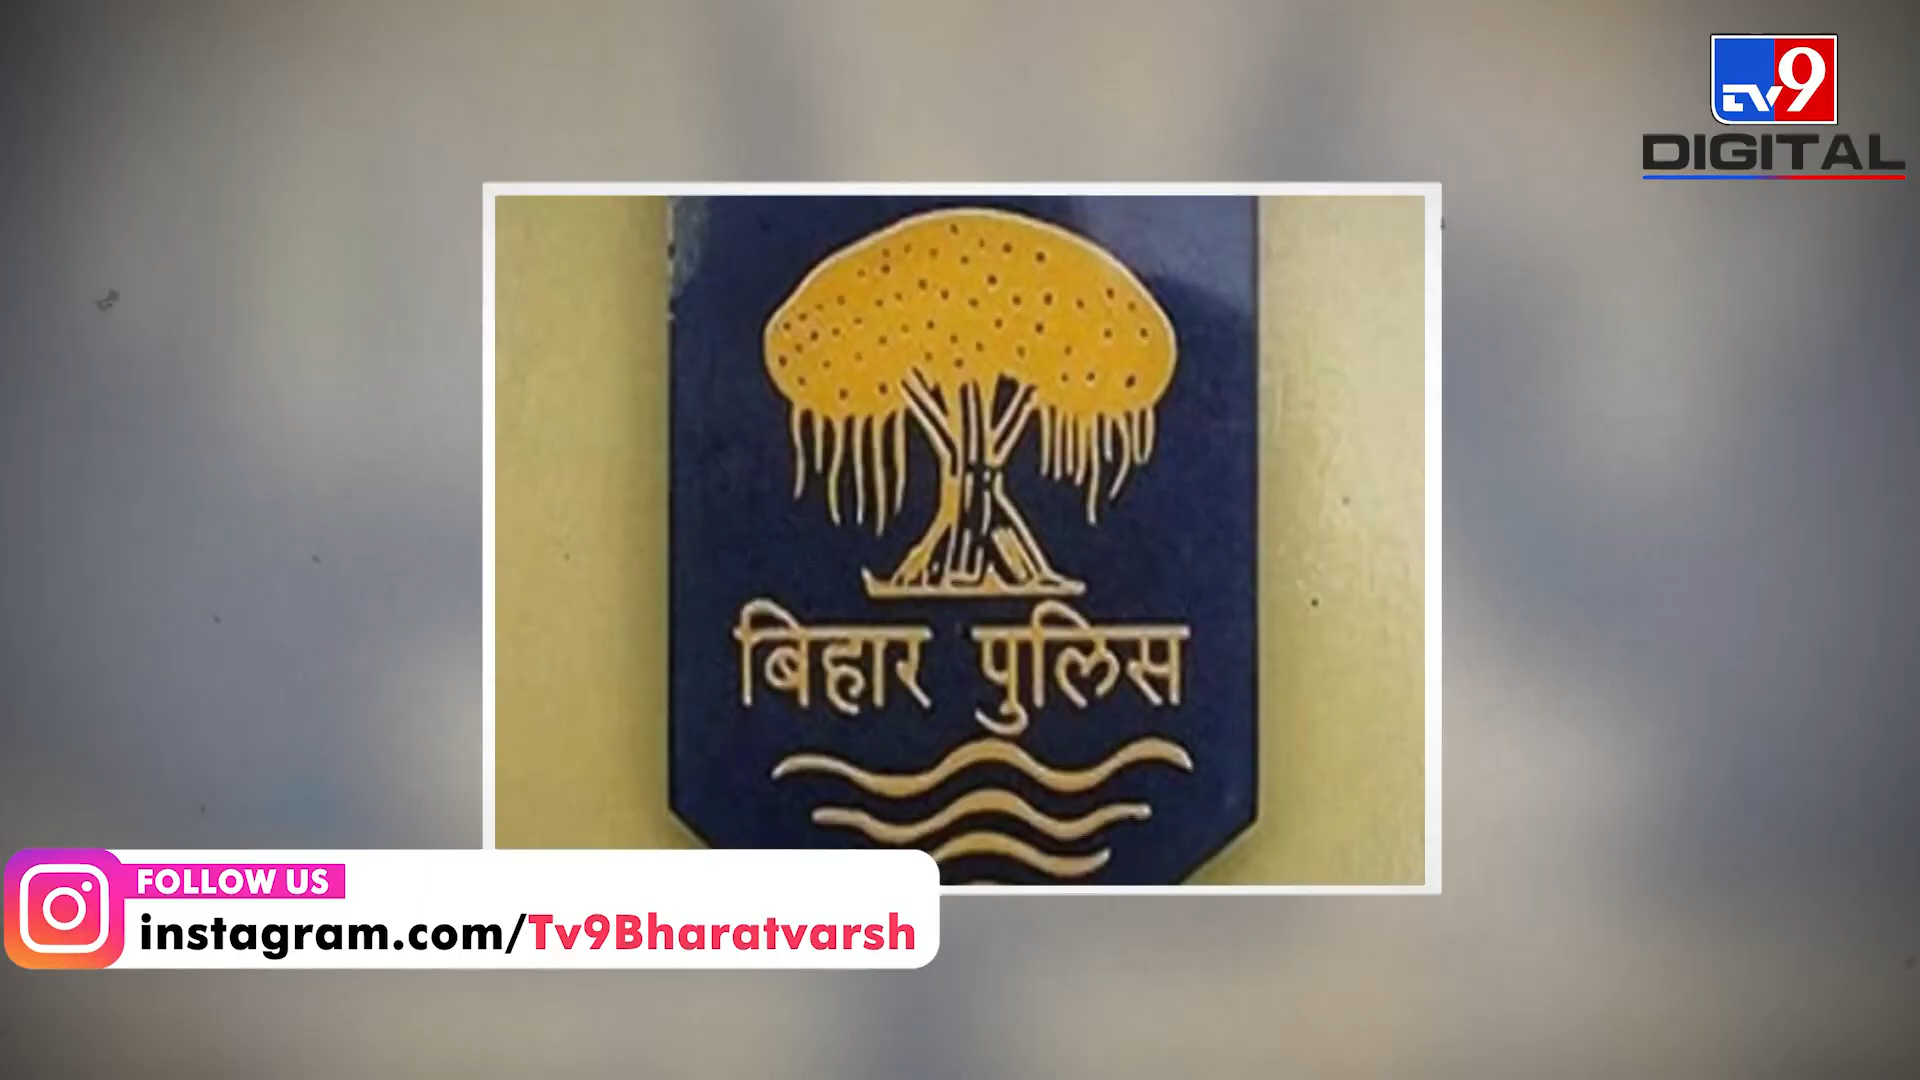 tv9
DIGITAL
बिहार पुलिस
FOLLOW US
instagram.com/Tv9Bharatvarsh